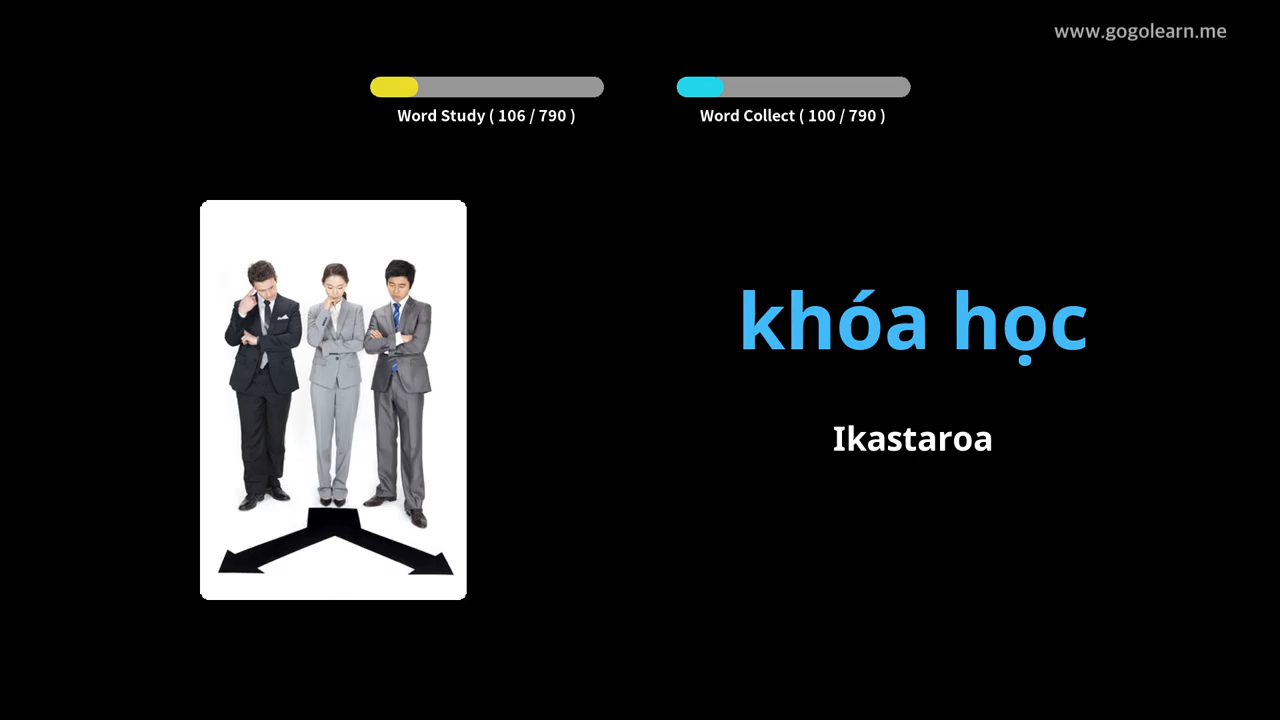 www.gogolearn.me
Word Study ( 106 / 790 )
Word Collect ( 100 / 790 )
khóa học
Ikastaroa